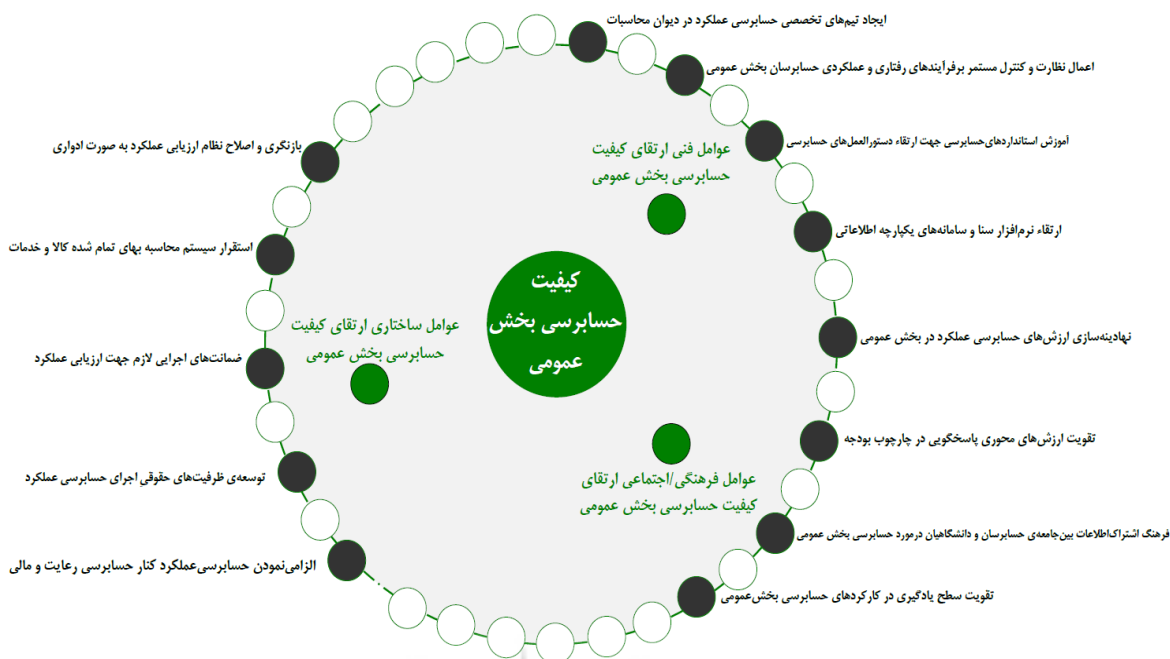 ایجاد تیم‌های تخصصی حسابرسی عملکرد در دیوان محاسبات
اعمال نظارت و کنترل مستمر برفرآیندهای رفتاری و عملکردی حسابرسان بخش عمومی
آموزش استانداردهای‌حسابرسی جهت ارتقاء دستورالعمل‌های حسابرسی
ارتقاء نرم‌افزار سنا و سامانه‌های یکپارچه اطلاعاتی
نهادینه‌سازی ارزش‌های حسابرسی عملکرد در بخش عمومی
تقویت ارزش‌های محوری پاسخگویی در چارچوب بودجه
فرهنگ اشتراک‌اطلاعات بین‌جامعه‌ی حسابرسان و دانشگاهیان درمورد حسابرسی بخش عمومی
تقویت سطح یادگیری در کارکردهای حسابرسی بخش‌عمومی
عوامل فنی ارتقای کیفیت
حسابرسی بخش عمومی
کیفیت
حسابرسی بخش
عمومی
عوامل فرهنگی/اجتماعی ارتقای
کیفیت حسابرسی بخش عمومی
عوامل ساختاری ارتقای کیفیت
حسابرسی بخش عمومی
بازنگری و اصلاح نظام ارزیابی عملکرد به صورت ادواری
استقرار سیستم محاسبه بهای تمام شده کالا و خدمات
ضمانت‌های اجرایی لازم جهت ارزیابی عملکرد
توسعه‌ی ظرفیت‌های حقوقی اجرای حسابرسی عملکرد
الزامی‌نمودن حسابرسی‌عملکرد کنار حسابرسی رعایت و مالی